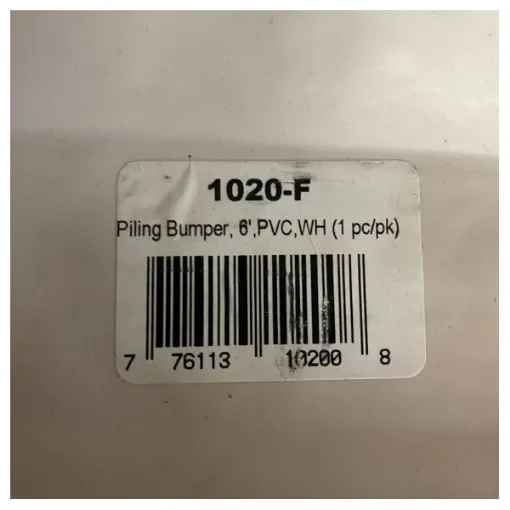 1020-F
Piling Bumper, 6',PVC,WH (1 pc/pk)
7 76113 10200 8